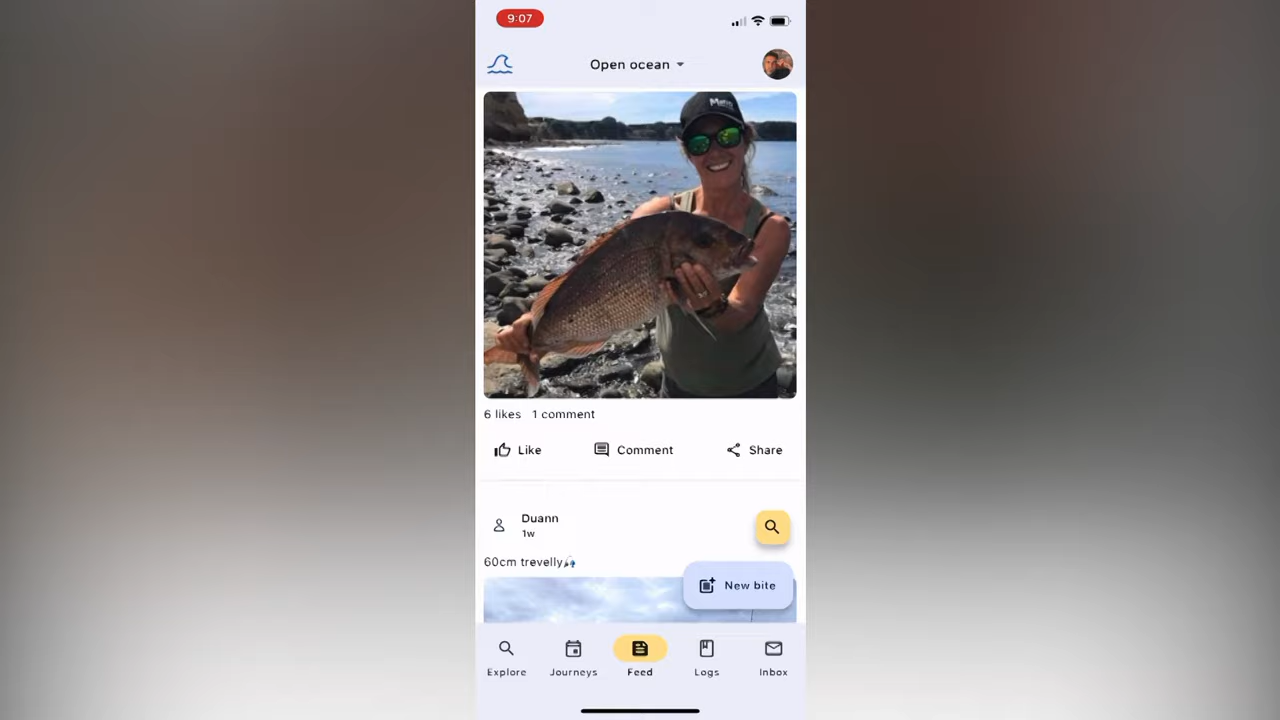 9:07
Open ocean
6 likes 1 comment
Like Comment Share
Duann
1w
60cm trevelly
New bite
Explore Journeys Feed Logs Inbox